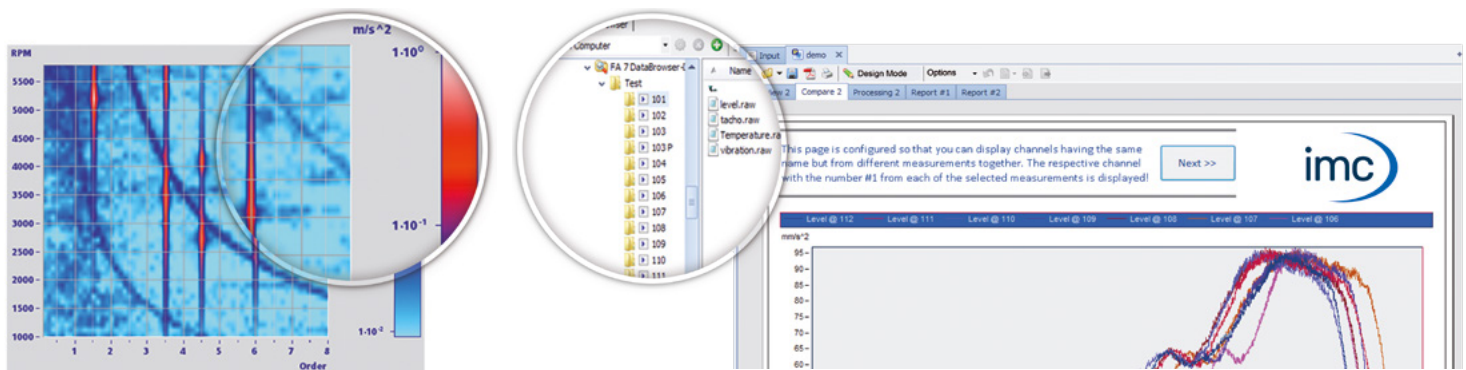 RPM
5500
5000
4500
4000
3500
3000
2500
2000
1500
1000
1 2 3 4 5 6 7 8
Order
m/s^2
1·10⁰
1·10⁻¹
1·10⁻²
Computer
FA 7 DataBrowser-
Test
101
102
103
103 P
104
105
106
107
108
109
110
111
Name
level.raw
tacho.raw
Temperature.ra
vibration.raw
Input demo
Design Mode Options
2 Compare 2 Processing 2 Report #1 Report #2
This page is configured so that you can display channels having the same
name but from different measurements together. The respective channel
with the number #1 from each of the selected measurements is displayed!
Next >>
imc
Level @ 112 Level @ 111 Level @ 110 Level @ 109 Level @ 108 Level @ 107 Level @ 106
mm/s^2
95
90
85
80
75
70
65
60